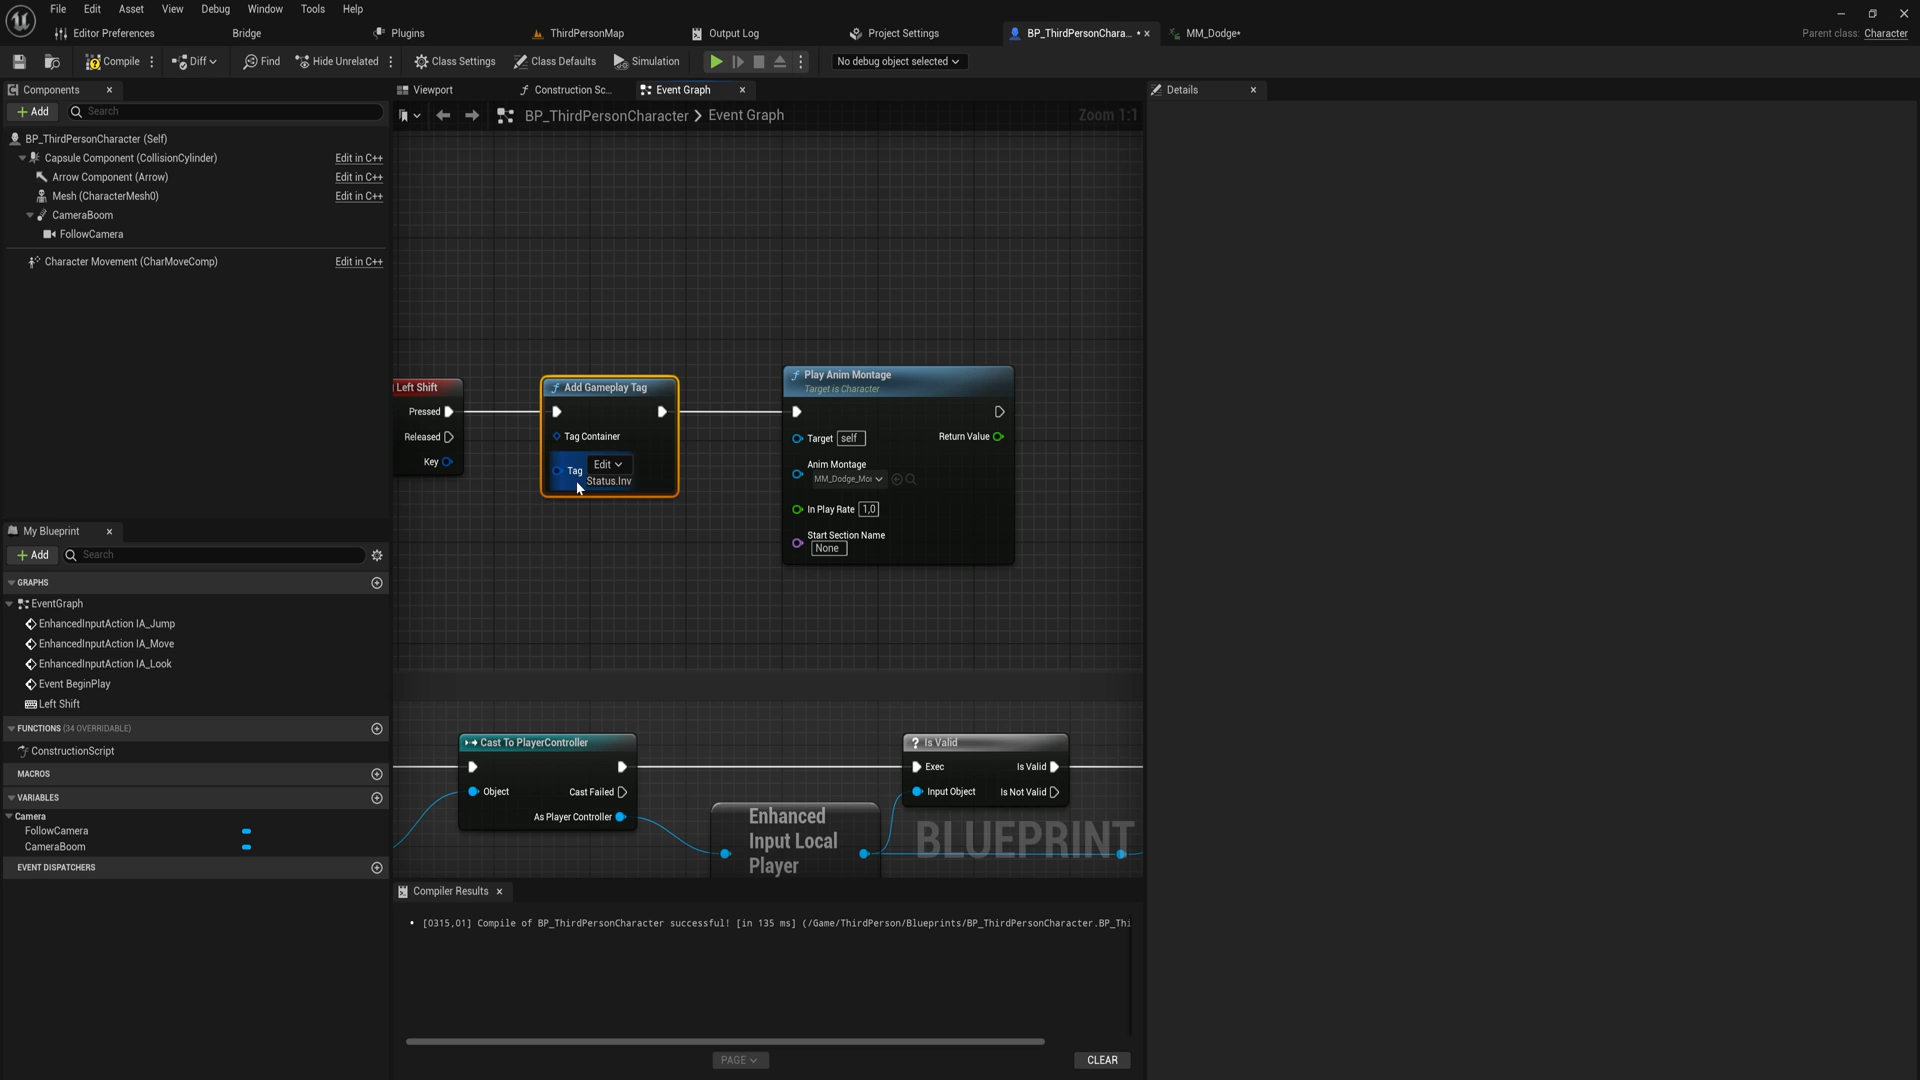 File Edit Asset View Debug Window Tools Help
Editor Preferences Bridge Plugins ThirdPersonMap Output Log Project Settings BP_ThirdPersonChara... • × MM_Dodge* Parent class: Character
Compile Diff Find Hide Unrelated Class Settings Class Defaults Simulation No debug object selected
Components Viewport Construction Sc... Event Graph Details
+ Add Search BP_ThirdPersonCharacter > Event Graph Zoom 1:1
BP_ThirdPersonCharacter (Self)
Capsule Component (CollisionCylinder) Edit in C++
Arrow Component (Arrow) Edit in C++
Mesh (CharacterMesh0) Edit in C++
CameraBoom
FollowCamera
Character Movement (CharMoveComp) Edit in C++
Left Shift
Pressed
Released
Key
Add Gameplay Tag
Tag Container
Tag Edit
Status.Inv
Play Anim Montage
Target is Character
Target self Return Value
Anim Montage
MM_Dodge_Moi
In Play Rate 1,0
Start Section Name
None
My Blueprint
+ Add Search
GRAPHS
EventGraph
EnhancedInputAction IA_Jump
EnhancedInputAction IA_Move
EnhancedInputAction IA_Look
Event BeginPlay
Left Shift
FUNCTIONS (34 OVERRIDABLE)
ConstructionScript
MACROS
VARIABLES
Camera
FollowCamera
CameraBoom
EVENT DISPATCHERS
Cast To PlayerController
Object Cast Failed
As Player Controller
Enhanced
Input Local
Player
? Is Valid
Exec Is Valid
Input Object Is Not Valid
BLUEPRINT
Compiler Results
• [0315,01] Compile of BP_ThirdPersonCharacter successful! [in 135 ms] (/Game/ThirdPerson/Blueprints/BP_ThirdPersonCharacter.BP_Thi
PAGE CLEAR